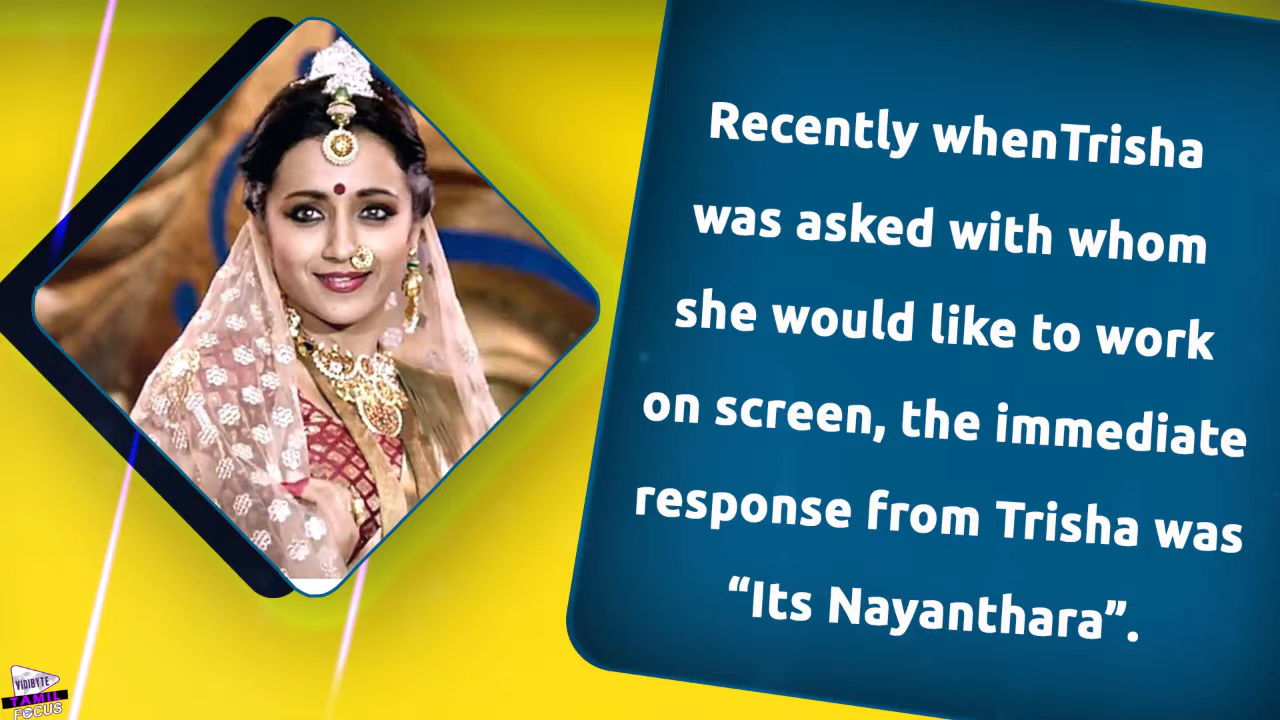 Recently whenTrisha
was asked with whom
she would like to work
on screen, the immediate
response from Trisha was
“Its Nayanthara”.
VIDIBYTE
TAMIL
FOCUS